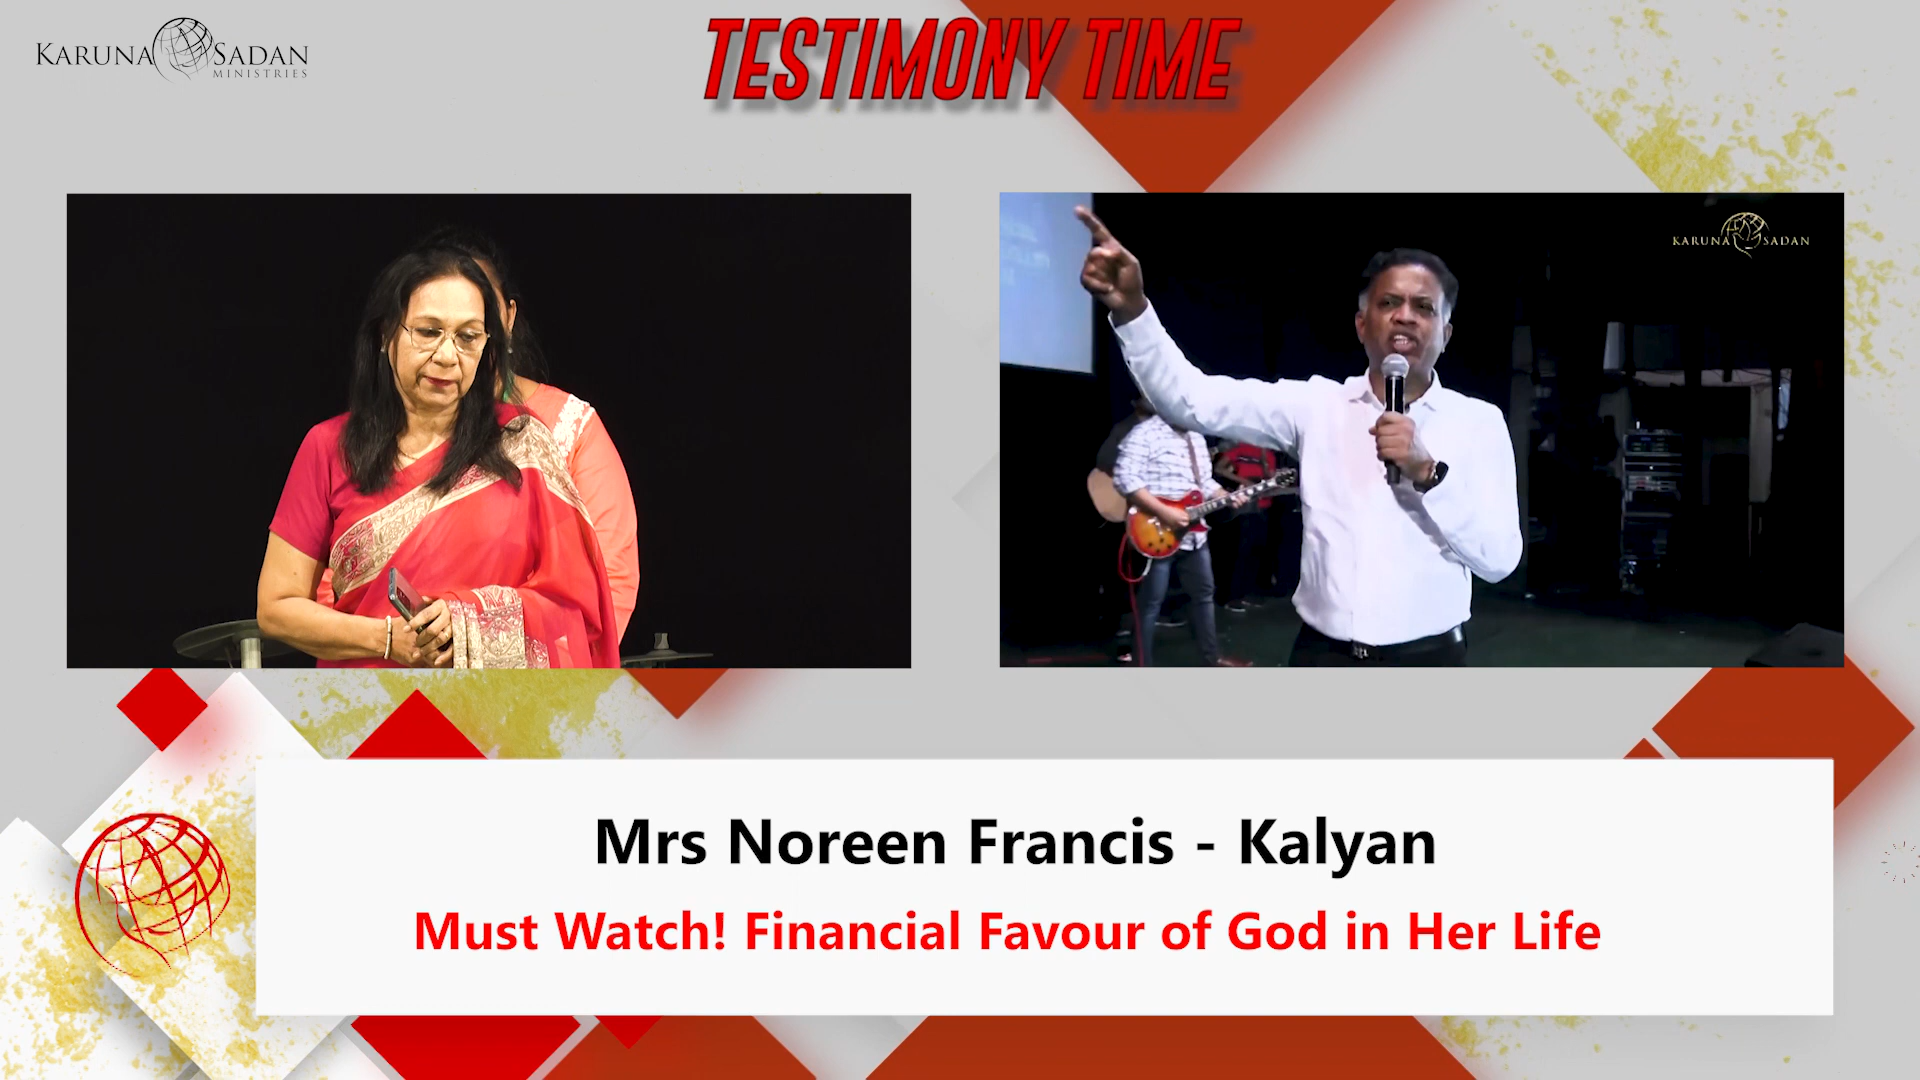 KARUNA SADAN
MINISTRIES
TESTIMONY TIME
KARUNA SADAN
Mrs Noreen Francis - Kalyan
Must Watch! Financial Favour of God in Her Life